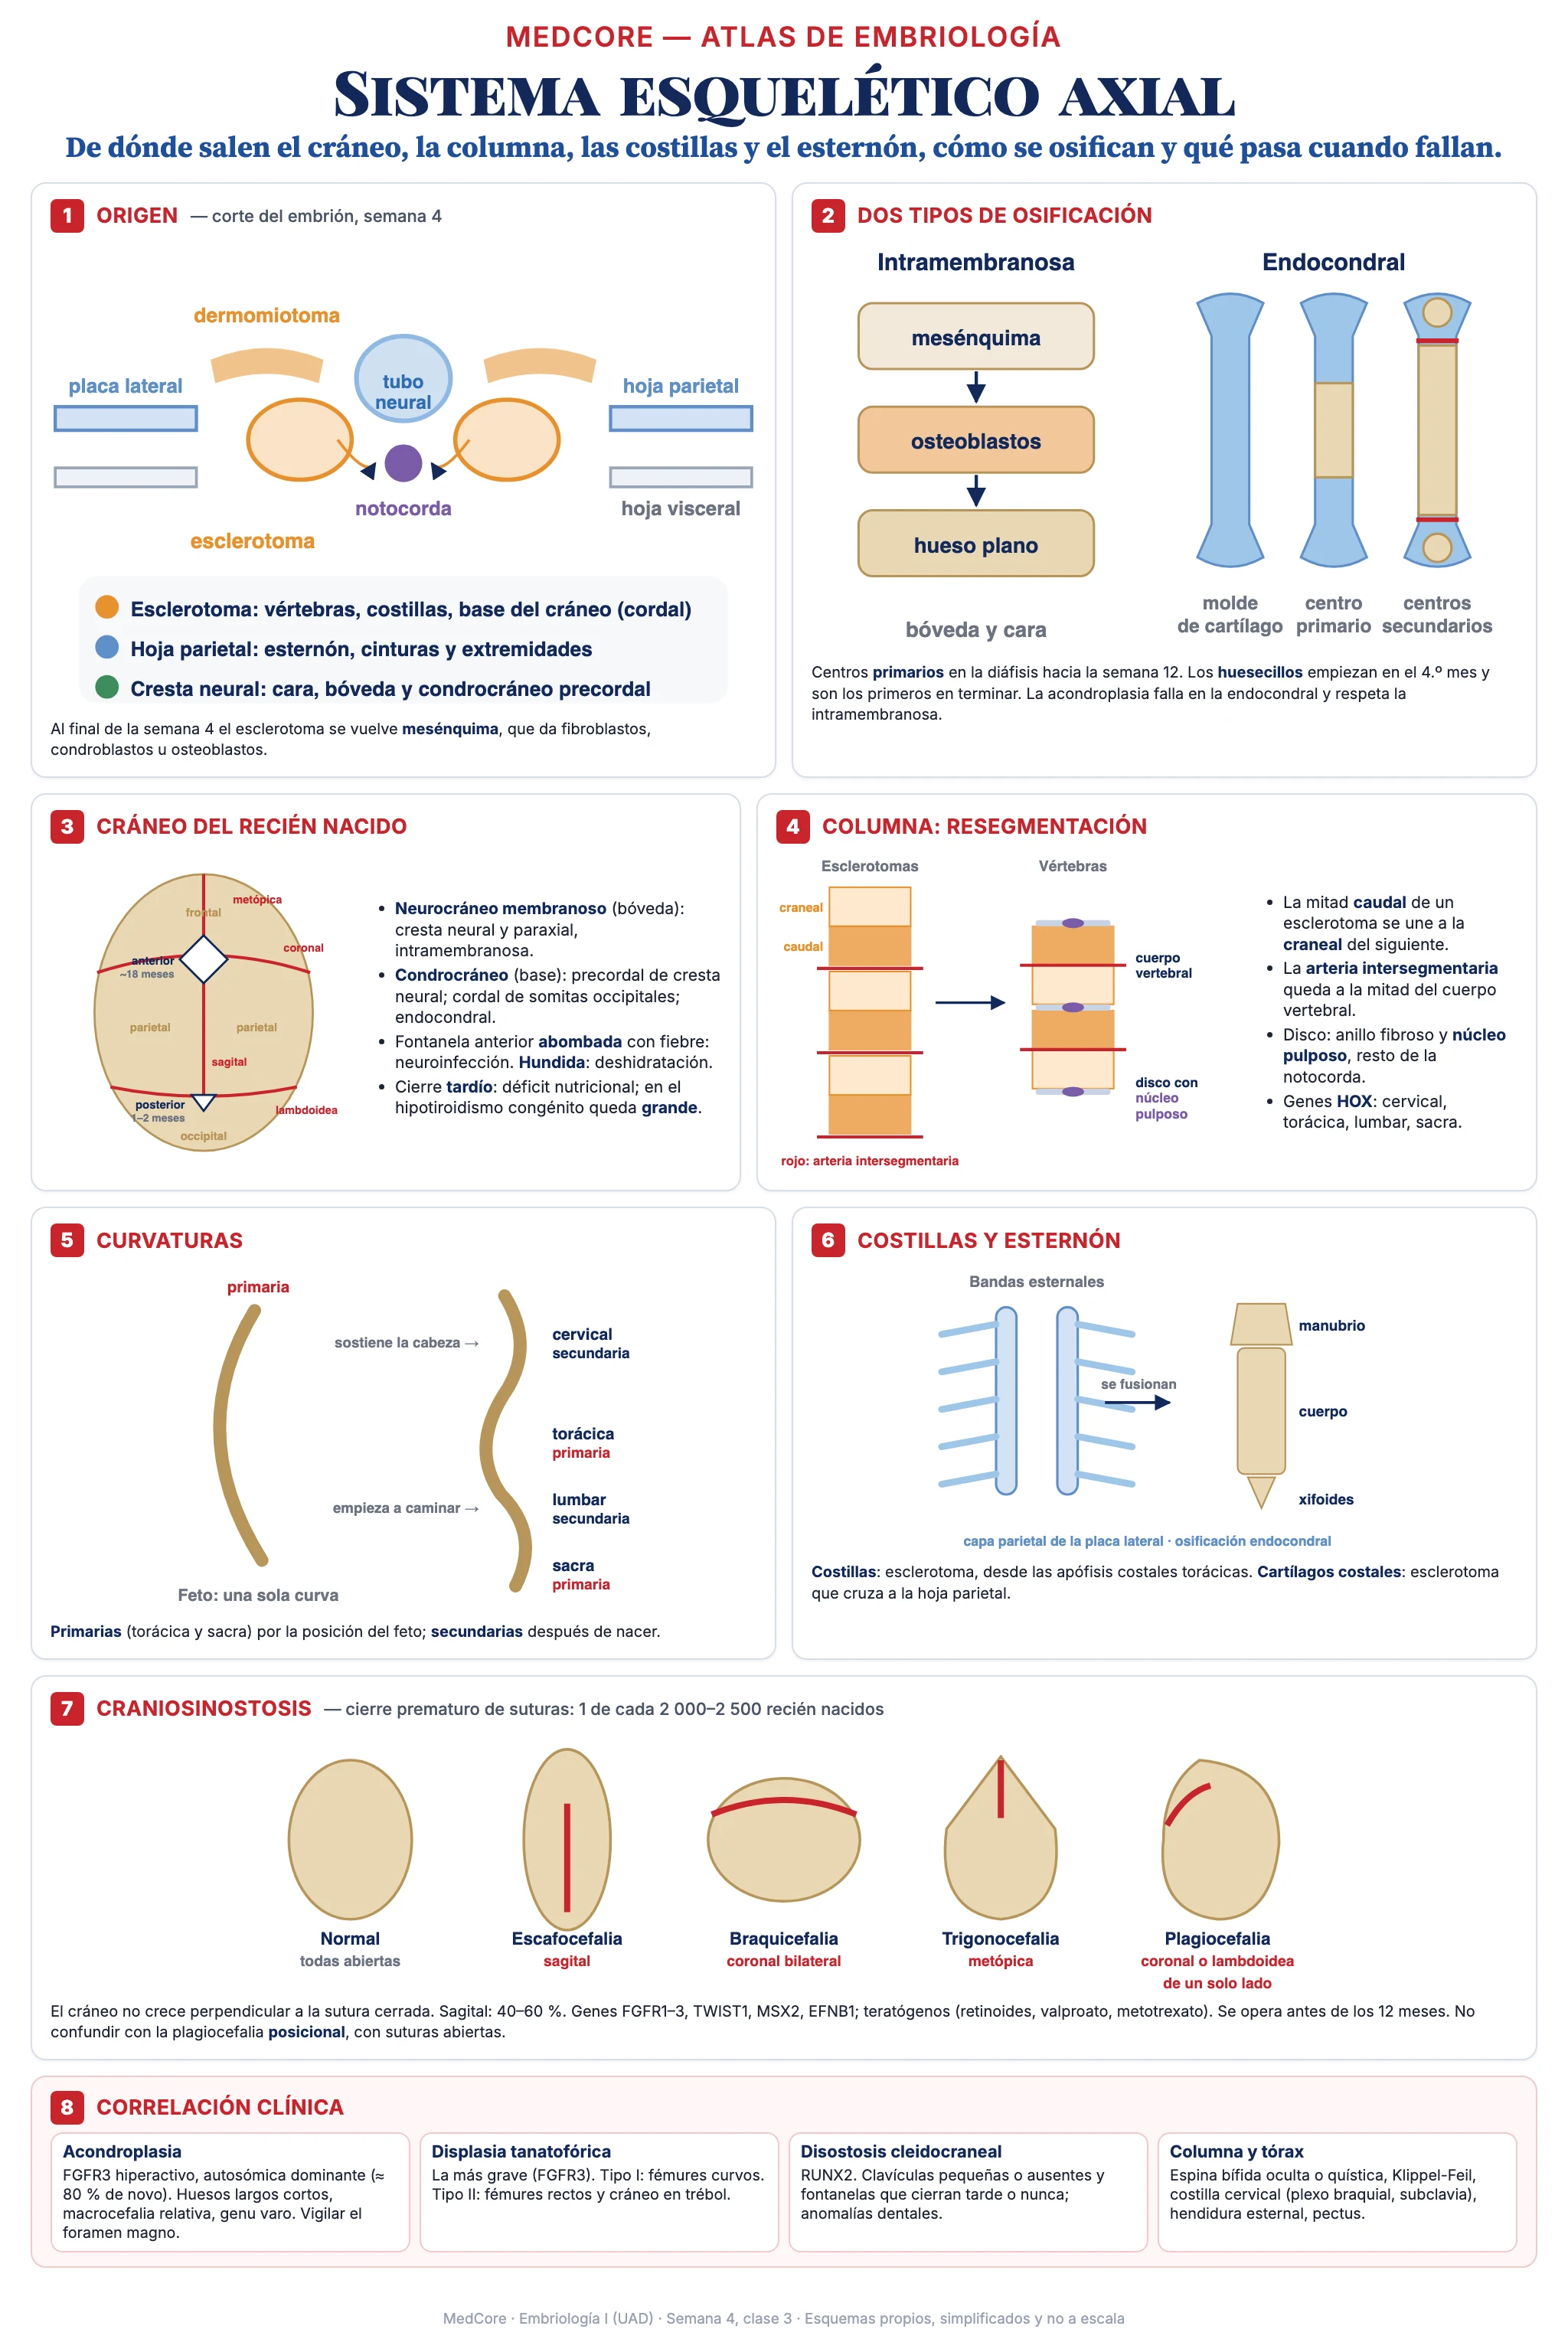 MEDCORE — ATLAS DE EMBRIOLOGÍA
SISTEMA ESQUELÉTICO AXIAL
De dónde salen el cráneo, la columna, las costillas y el esternón, cómo se osifican y qué pasa cuando fallan.
1 ORIGEN — corte del embrión, semana 4
dermomiotoma
placa lateral
tubo
neural
hoja parietal
notocorda
hoja visceral
esclerotoma
Esclerotoma: vértebras, costillas, base del cráneo (cordal)
Hoja parietal: esternón, cinturas y extremidades
Cresta neural: cara, bóveda y condrocráneo precordal
Al final de la semana 4 el esclerotoma se vuelve mesénquima, que da fibroblastos,
condroblastos u osteoblastos.
2 DOS TIPOS DE OSIFICACIÓN
Intramembranosa
mesénquima
osteoblastos
hueso plano
bóveda y cara
Endocondral
molde
de cartílago
centro
primario
centros
secundarios
Centros primarios en la diáfisis hacia la semana 12. Los huesecillos empiezan en el 4.º mes y
son los primeros en terminar. La acondroplasia falla en la endocondral y respeta la
intramembranosa.
3 CRÁNEO DEL RECIÉN NACIDO
metópica
frontal
coronal
anterior
~18 meses
parietal
parietal
sagital
posterior
1–2 meses
lambdoidea
occipital
• Neurocráneo membranoso (bóveda):
cresta neural y paraxial,
intramembranosa.
• Condrocráneo (base): precordal de cresta
neural; cordal de somitas occipitales;
endocondral.
• Fontanela anterior abombada con fiebre:
neuroinfección. Hundida: deshidratación.
• Cierre tardío: déficit nutricional; en el
hipotiroidismo congénito queda grande.
4 COLUMNA: RESEGMENTACIÓN
Esclerotomas
Vértebras
craneal
caudal
cuerpo
vertebral
disco con
núcleo
pulposo
rojo: arteria intersegmentaria
• La mitad caudal de un
esclerotoma se une a la
craneal del siguiente.
• La arteria intersegmentaria
queda a la mitad del cuerpo
vertebral.
• Disco: anillo fibroso y núcleo
pulposo, resto de la
notocorda.
• Genes HOX: cervical,
torácica, lumbar, sacra.
5 CURVATURAS
primaria
Feto: una sola curva
sostiene la cabeza →
empieza a caminar →
cervical
secundaria
torácica
primaria
lumbar
secundaria
sacra
primaria
Primarias (torácica y sacra) por la posición del feto; secundarias después de nacer.
6 COSTILLAS Y ESTERNÓN
Bandas esternales
se fusionan
manubrio
cuerpo
xifoides
capa parietal de la placa lateral · osificación endocondral
Costillas: esclerotoma, desde las apófisis costales torácicas. Cartílagos costales: esclerotoma
que cruza a la hoja parietal.
7 CRANIOSINOSTOSIS — cierre prematuro de suturas: 1 de cada 2 000–2 500 recién nacidos
Normal
todas abiertas
Escafocefalia
sagital
Braquicefalia
coronal bilateral
Trigonocefalia
metópica
Plagiocefalia
coronal o lambdoidea
de un solo lado
El cráneo no crece perpendicular a la sutura cerrada. Sagital: 40–60 %. Genes FGFR1–3, TWIST1, MSX2, EFNB1; teratógenos (retinoides, valproato, metotrexato). Se opera antes de los 12 meses. No
confundir con la plagiocefalia posicional, con suturas abiertas.
8 CORRELACIÓN CLÍNICA
Acondroplasia
FGFR3 hiperactivo, autosómica dominante (≈
80 % de novo). Huesos largos cortos,
macrocefalia relativa, genu varo. Vigilar el
foramen magno.
Displasia tanatofórica
La más grave (FGFR3). Tipo I: fémures curvos.
Tipo II: fémures rectos y cráneo en trébol.
Disostosis cleidocraneal
RUNX2. Clavículas pequeñas o ausentes y
fontanelas que cierran tarde o nunca;
anomalías dentales.
Columna y tórax
Espina bífida oculta o quística, Klippel-Feil,
costilla cervical (plexo braquial, subclavia),
hendidura esternal, pectus.
MedCore · Embriología I (UAD) · Semana 4, clase 3 · Esquemas propios, simplificados y no a escala